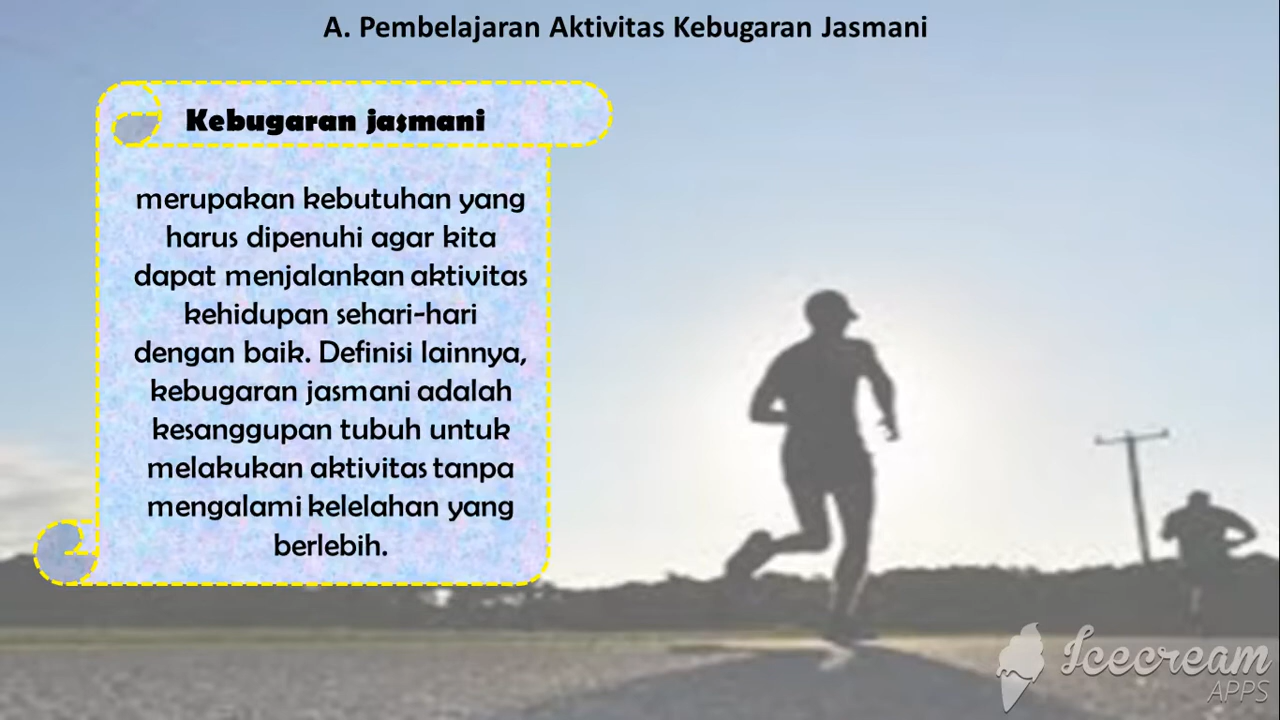 A. Pembelajaran Aktivitas Kebugaran Jasmani
Kebugaran jasmani
merupakan kebutuhan yang
harus dipenuhi agar kita
dapat menjalankan aktivitas
kehidupan sehari-hari
dengan baik. Definisi lainnya,
kebugaran jasmani adalah
kesanggupan tubuh untuk
melakukan aktivitas tanpa
mengalami kelelahan yang
berlebih.
Icecream
APPS